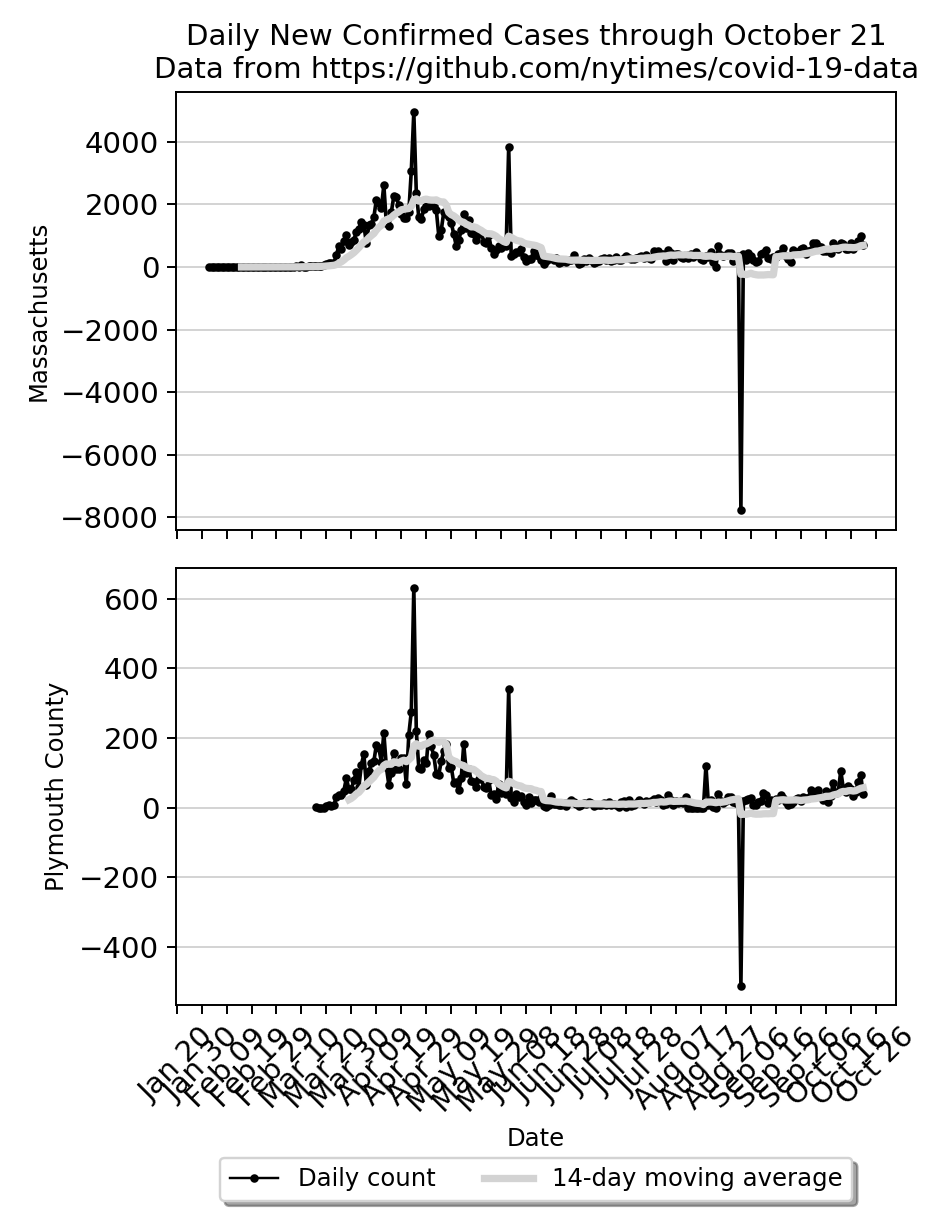 Daily New Confirmed Cases through October 21
Data from https://github.com/nytimes/covid-19-data
4000
2000
0
−2000
−4000
−6000
−8000
Massachusetts
600
400
200
0
−200
−400
Plymouth County
Jan 20
Jan 30
Feb 09
Feb 19
Feb 29
Mar 10
Mar 20
Mar 30
Apr 09
Apr 19
Apr 29
May 09
May 19
May 29
Jun 08
Jun 18
Jun 28
Jul 08
Jul 18
Jul 28
Aug 07
Aug 17
Aug 27
Sep 06
Sep 16
Sep 26
Oct 06
Oct 16
Oct 26
Date
Daily count
14-day moving average